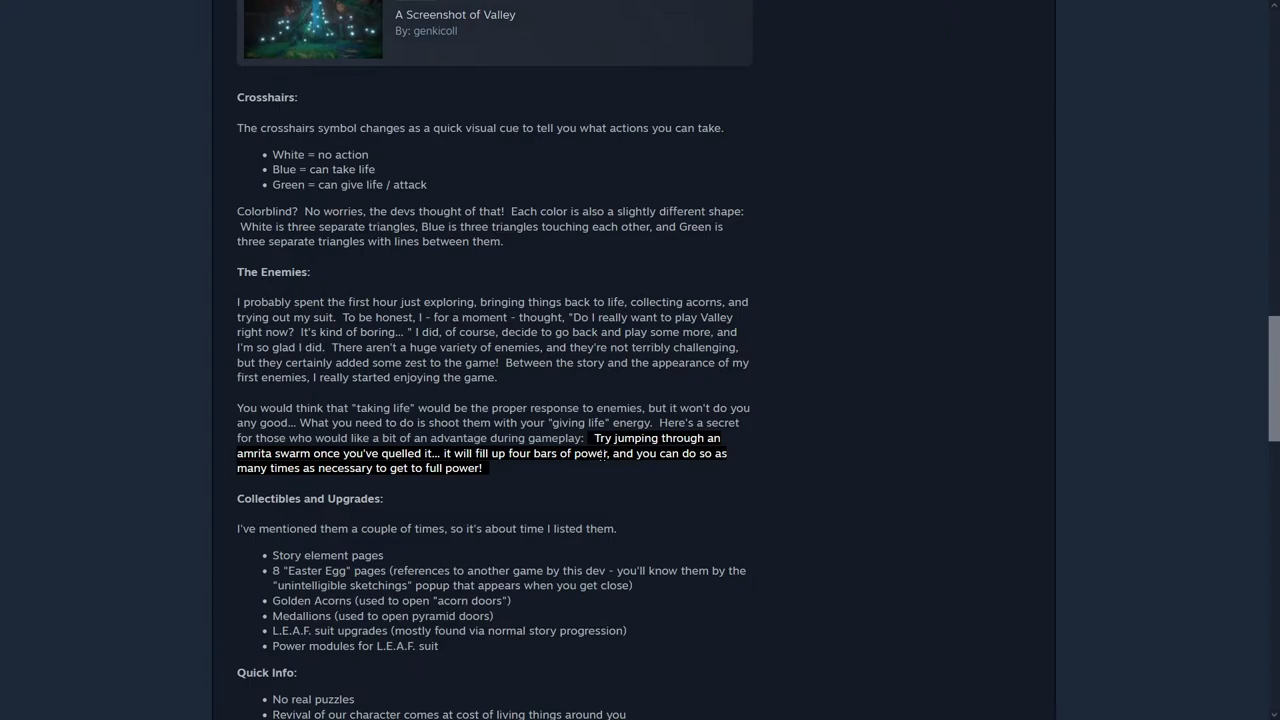 A Screenshot of Valley
By: genkicoll
Crosshairs:
The crosshairs symbol changes as a quick visual cue to tell you what actions you can take.
• White = no action
• Blue = can take life
• Green = can give life / attack
Colorblind?  No worries, the devs thought of that!  Each color is also a slightly different shape:
White is three separate triangles, Blue is three triangles touching each other, and Green is
three separate triangles with lines between them.
The Enemies:
I probably spent the first hour just exploring, bringing things back to life, collecting acorns, and
trying out my suit.  To be honest, I - for a moment - thought, "Do I really want to play Valley
right now?  It's kind of boring... " I did, of course, decide to go back and play some more, and
I'm so glad I did.  There aren't a huge variety of enemies, and they're not terribly challenging,
but they certainly added some zest to the game!  Between the story and the appearance of my
first enemies, I really started enjoying the game.
You would think that "taking life" would be the proper response to enemies, but it won't do you
any good... What you need to do is shoot them with your "giving life" energy.  Here's a secret
for those who would like a bit of an advantage during gameplay:  Try jumping through an
amrita swarm once you've quelled it... it will fill up four bars of power, and you can do so as
many times as necessary to get to full power!
Collectibles and Upgrades:
I've mentioned them a couple of times, so it's about time I listed them.
• Story element pages
• 8 "Easter Egg" pages (references to another game by this dev - you'll know them by the
"unintelligible sketchings" popup that appears when you get close)
• Golden Acorns (used to open "acorn doors")
• Medallions (used to open pyramid doors)
• L.E.A.F. suit upgrades (mostly found via normal story progression)
• Power modules for L.E.A.F. suit
Quick Info:
• No real puzzles
• Revival of our character comes at cost of living things around you